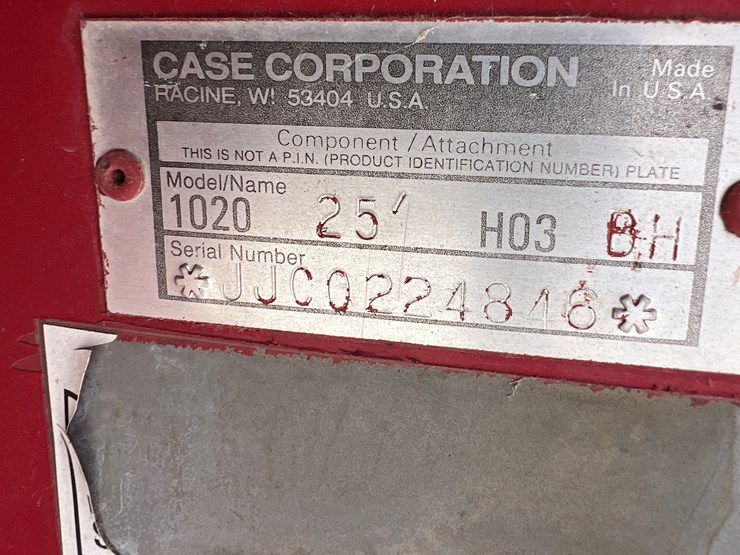 CASE CORPORATION
RACINE, WI 53404 U.S.A.
Made
In U.S.A.
Component / Attachment
THIS IS NOT A P.I.N. (PRODUCT IDENTIFICATION NUMBER) PLATE
Model/Name
1020 25' H03 BH
Serial Number
*JJC0224816*